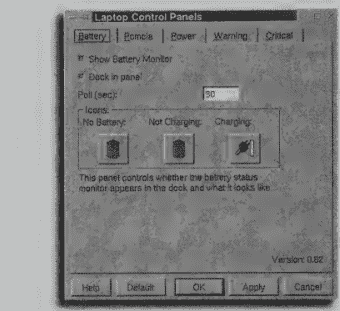 Laptop Control Panels
Battery Pcmcia Power Warning Critical
Show Battery Monitor
Dock in panel
Poll (sec):
Icons:
No Battery: Not Charging: Charging:
This panel controls whether the battery status
monitor appears in the dock and what it looks like
Version: 0.82
Help Default OK Apply Cancel